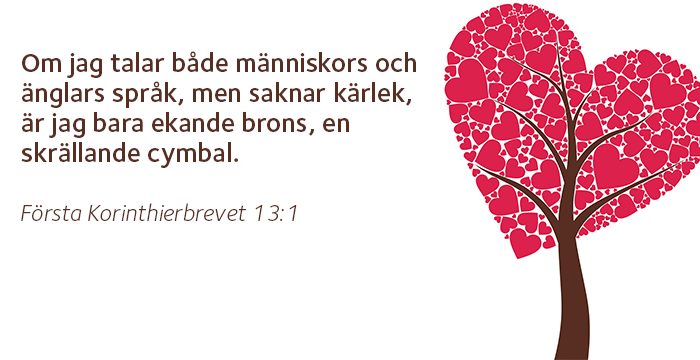 Om jag talar både människors och
änglars språk, men saknar kärlek,
är jag bara ekande brons, en
skrällande cymbal.
Första Korinthierbrevet 13:1